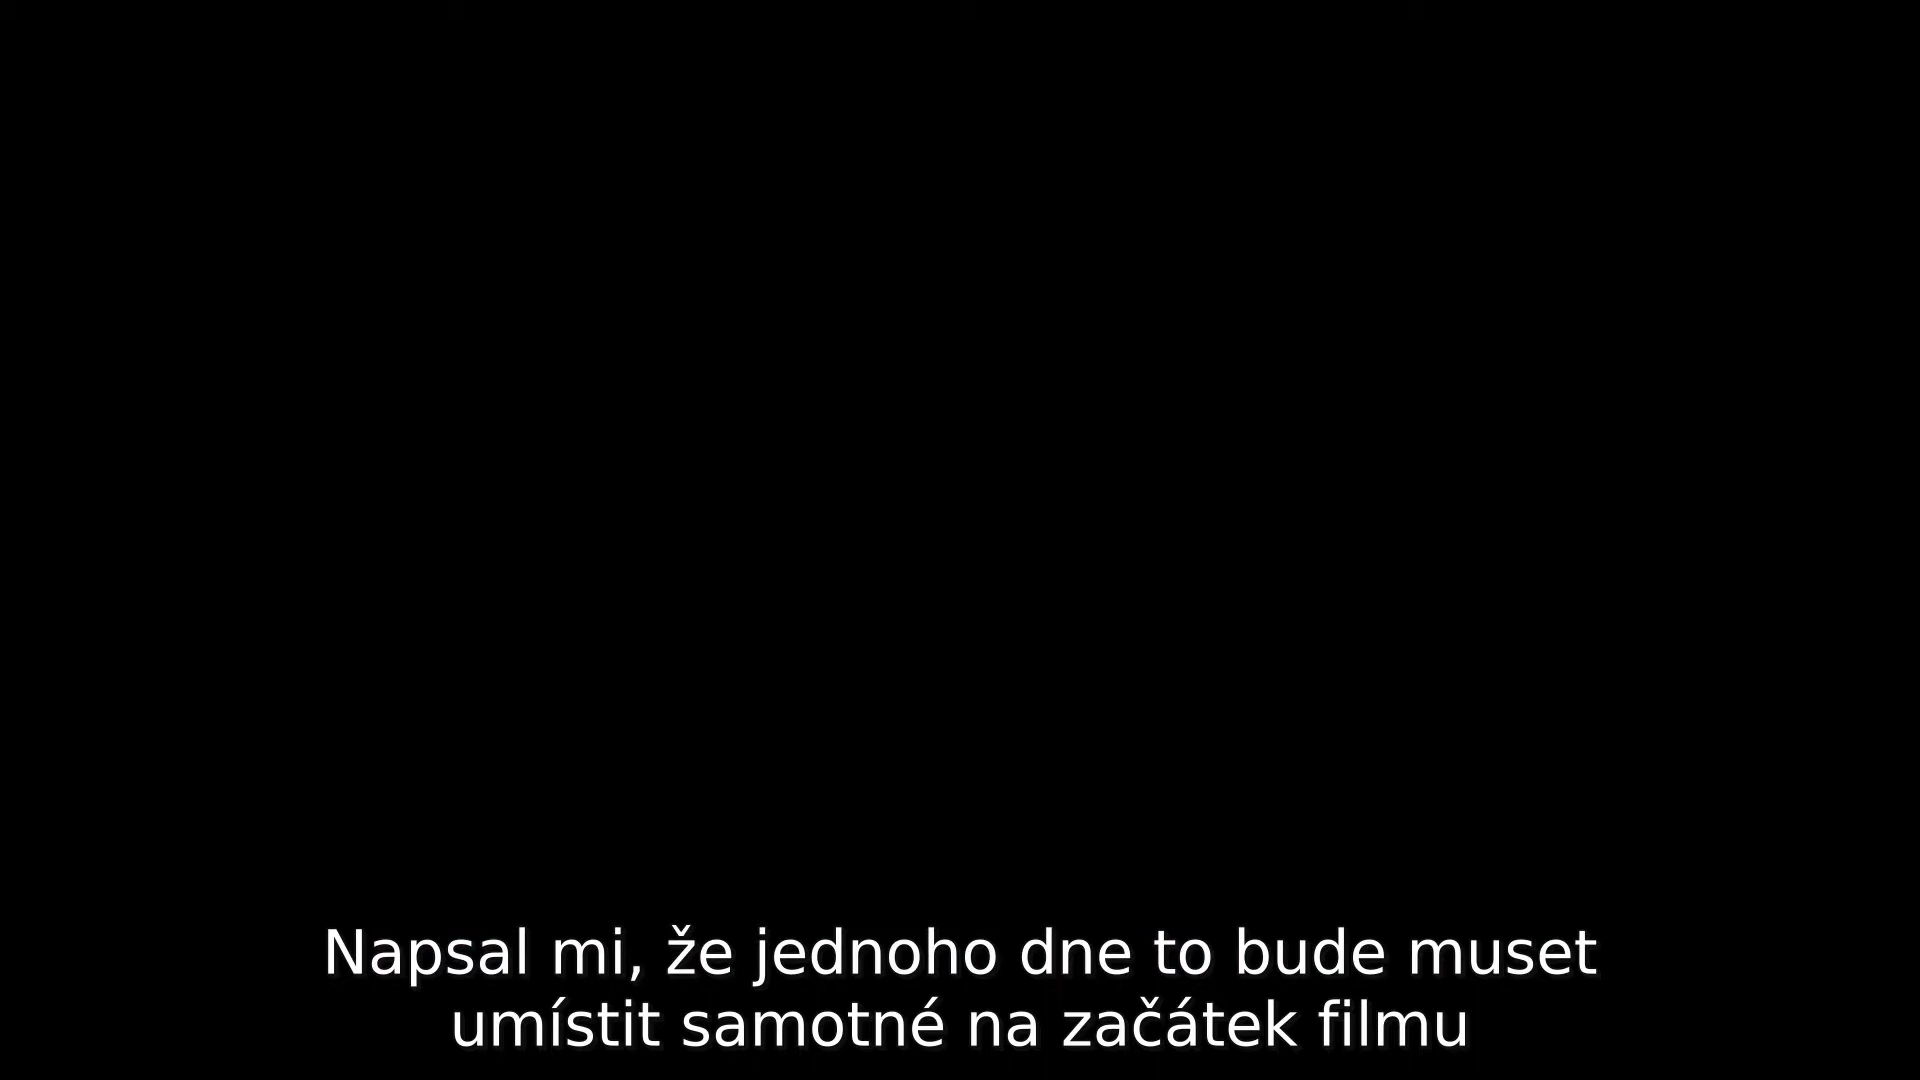 Napsal mi, že jednoho dne to bude muset
umístit samotné na začátek filmu